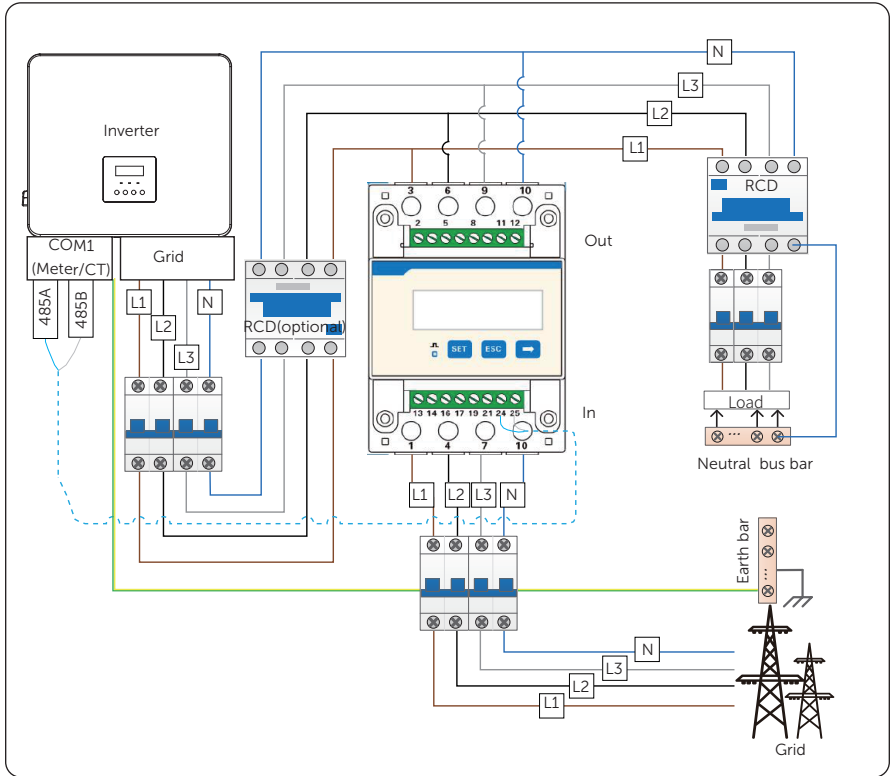 Inverter
COM1
(Meter/CT)
Grid
485A
485B
L1
L2
L3
N
RCD(optional)
N
L3
L2
L1
3 6 9 10
2 5 8 11 12
Out
SET ESC
In
13 14 16 17 19 21 24 25
1 4 7 10
L1 L2 L3 N
RCD
Load
...
Neutral bus bar
Earth bar
...
N
L3
L2
L1
Grid